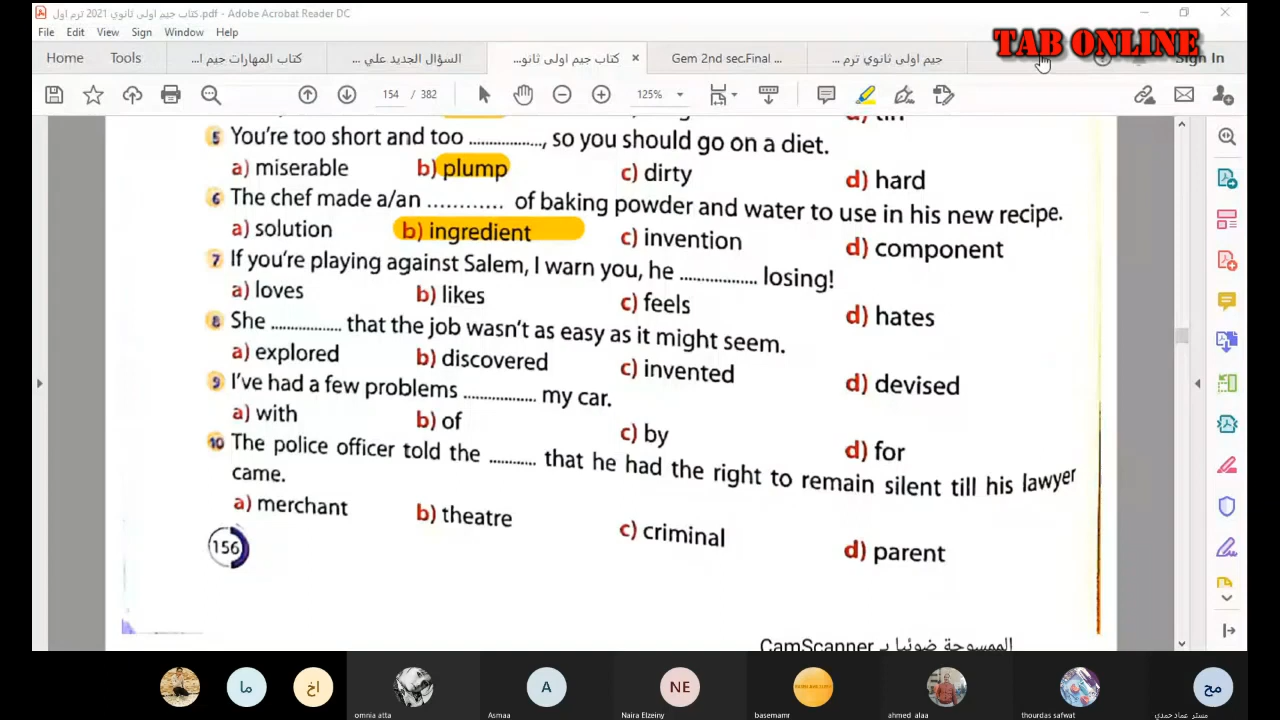 كتاب جيم اولى ثانوي 2021 ترم اول.pdf - Adobe Acrobat Reader DC
File Edit View Sign Window Help
TAB ONLINE
Home Tools كتاب المهارات جيم ا... السؤال الجديد علي ... كتاب جيم اولى ثانو... Gem 2nd sec.Final ... جيم اولى ثانوي ترم ... Sign In
154 / 382 125%
5 You're too short and too .................., so you should go on a diet.
a) miserable b) plump c) dirty d) hard
6 The chef made a/an ............ of baking powder and water to use in his new recipe.
a) solution b) ingredient c) invention d) component
7 If you're playing against Salem, I warn you, he .................. losing!
a) loves b) likes c) feels d) hates
8 She ................. that the job wasn't as easy as it might seem.
a) explored b) discovered c) invented d) devised
9 I've had a few problems .................. my car.
a) with b) of c) by d) for
10 The police officer told the ............ that he had the right to remain silent till his lawyer
came.
a) merchant b) theatre c) criminal d) parent
156
الممسوحة ضوئيا بـ CamScanner
ما اخ A NE مح
omnia atta Asmaa Naira Elzeiny basemamr ahmed_alaa thourdas safwat مستر عماد حمدي